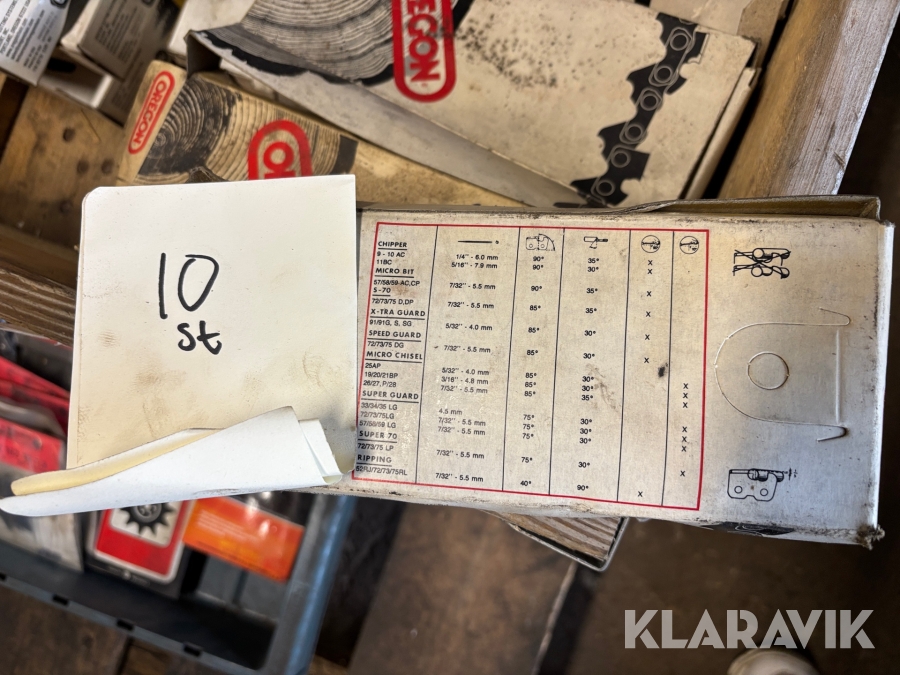 OREGON
OREGON
10
st
CHIPPER
9 - 10 AC 1/4" - 6.0 mm 90° 35° x
11BC 5/16" - 7.9 mm 90° 30° x
MICRO BIT
57/58/59-AC,CP 7/32" - 5.5 mm 90° 35° x
S - 70
72/73/75 D,DP 7/32" - 5.5 mm 85° 30° x
X-TRA GUARD
91/91G, S, SG 5/32" - 4.0 mm 85° 30° x
SPEED GUARD
72/73/75 DG 7/32" - 5.5 mm 85° 30° x
MICRO CHISEL
25AP 5/32" - 4.0 mm 85° 30° x
19/20/21BP 3/16" - 4.8 mm 85° 30° x
26/27, P/28 7/32" - 5.5 mm 85° 35° x
SUPER GUARD
33/34/35 LG 4.5 mm 75° 30° x
72/73/75LG 7/32" - 5.5 mm 75° 30° x
57/58/59 LG 7/32" - 5.5 mm 75° 30° x
SUPER 70
72/73/75 LP 7/32" - 5.5 mm 75° 30° x
RIPPING
52RJ/72/73/75RL 7/32" - 5.5 mm 40° 90° x
KLARAVIK